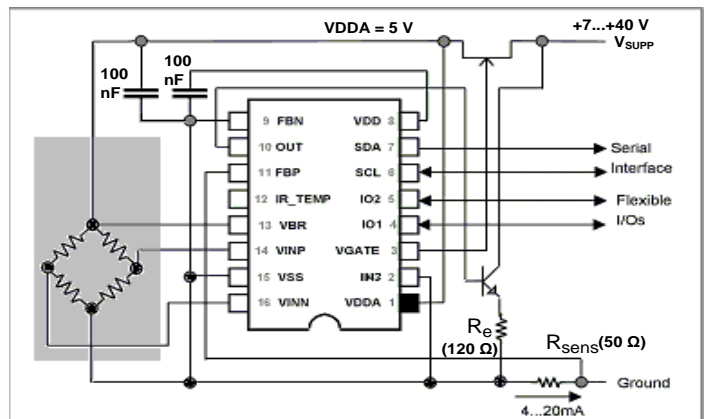 VDDA = 5 V
+7...+40 V
VSUPP
100
nF
100
nF
9 FBN
VDD 8
10 OUT
SDA 7
Serial
11 FBP
SCL 6
Interface
12 IR_TEMP
IO2 5
Flexible
13 VBR
IO1 4
I/Os
14 VINP
VGATE 3
15 VSS
IN3 2
16 VINN
VDDA 1
Re
(120 Ω)
Rsens(50 Ω)
Ground
4...20mA